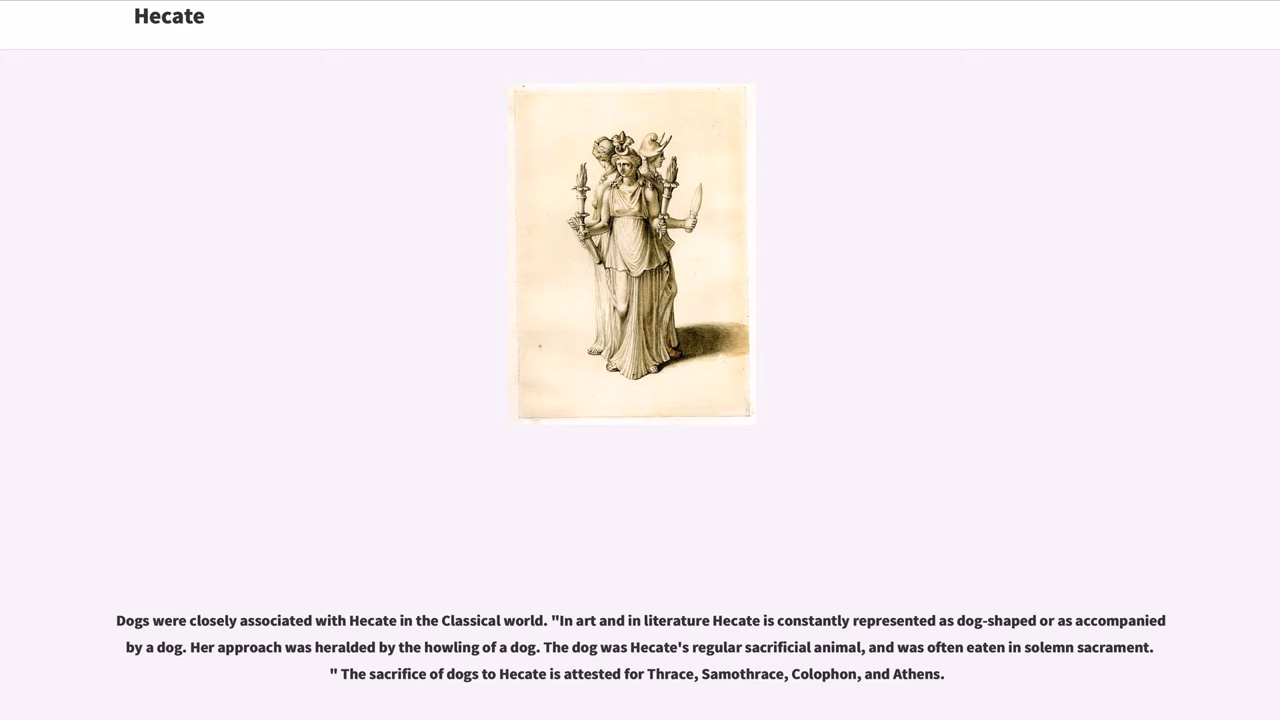 Hecate
Dogs were closely associated with Hecate in the Classical world. "In art and in literature Hecate is constantly represented as dog-shaped or as accompanied
by a dog. Her approach was heralded by the howling of a dog. The dog was Hecate's regular sacrificial animal, and was often eaten in solemn sacrament.
" The sacrifice of dogs to Hecate is attested for Thrace, Samothrace, Colophon, and Athens.